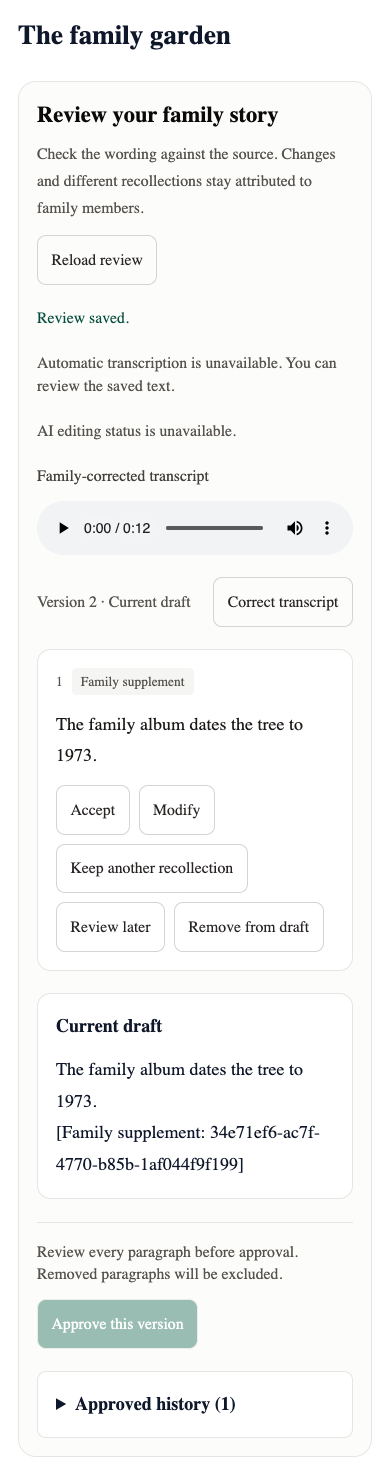 The family garden
Review your family story
Check the wording against the source. Changes
and different recollections stay attributed to
family members.
Reload review
Review saved.
Automatic transcription is unavailable. You can
review the saved text.
AI editing status is unavailable.
Family-corrected transcript
0:00 / 0:12
Version 2 · Current draft
Correct transcript
1 Family supplement
The family album dates the tree to
1973.
Accept
Modify
Keep another recollection
Review later
Remove from draft
Current draft
The family album dates the tree to
1973.
[Family supplement: 34e71ef6-ac7f-
4770-b85b-1af044f9f199]
Review every paragraph before approval.
Removed paragraphs will be excluded.
Approve this version
Approved history (1)